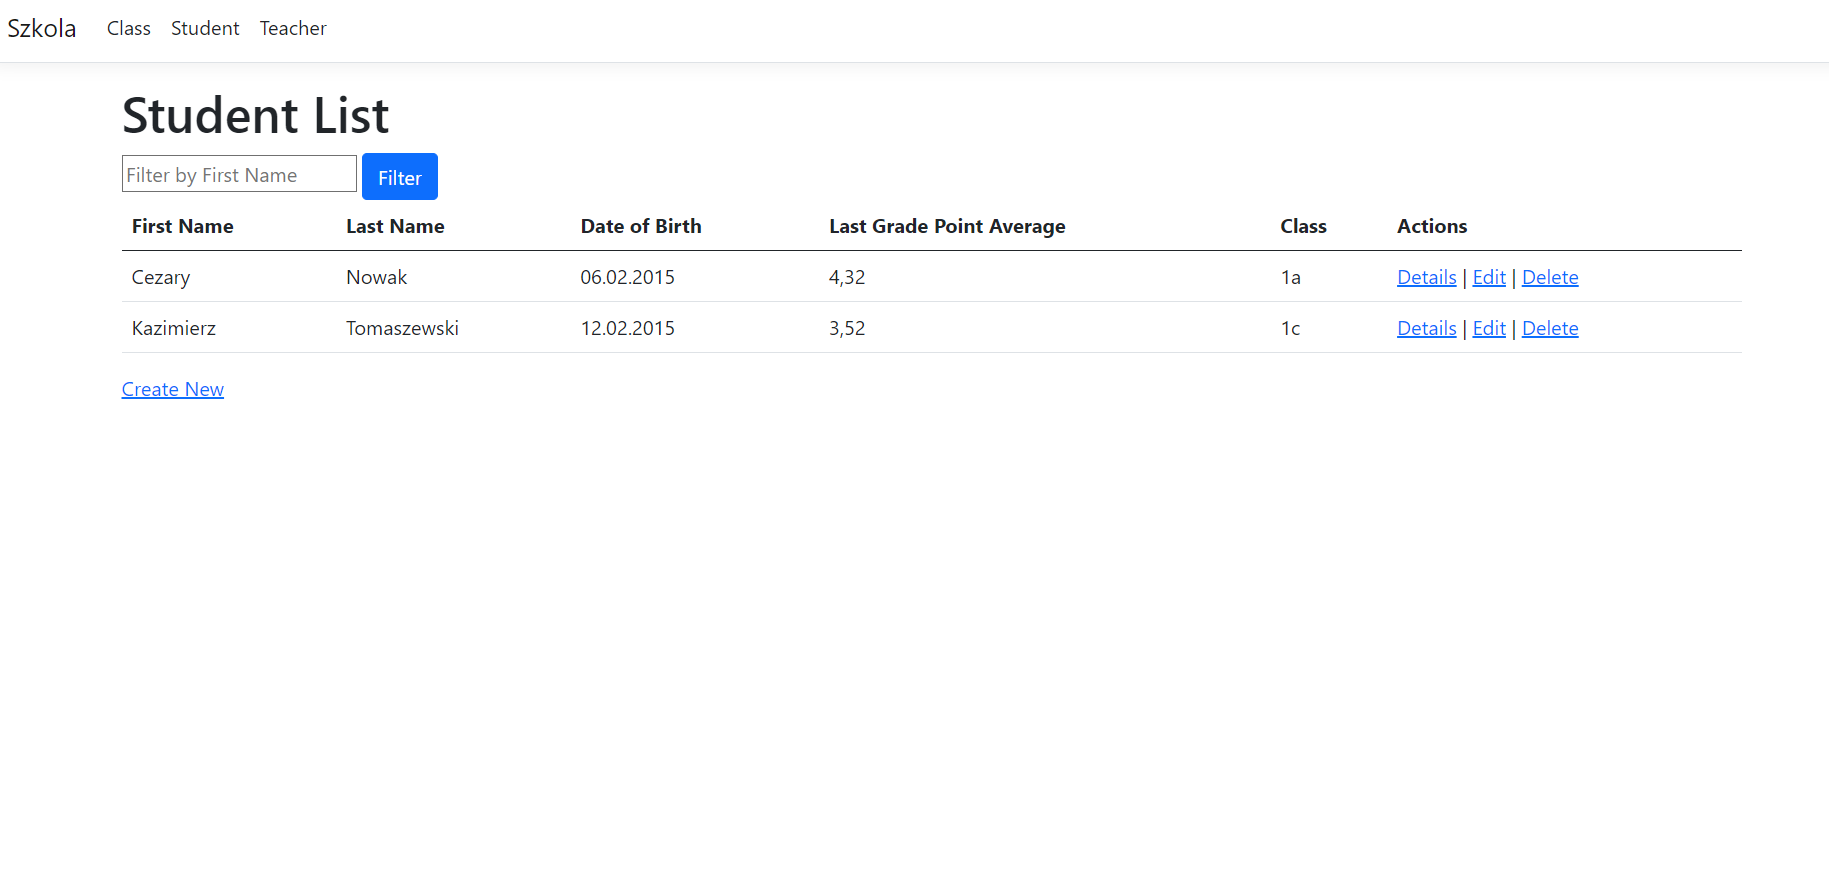 Szkola Class Student Teacher
Student List
Filter by First Name Filter
First Name Last Name Date of Birth Last Grade Point Average Class Actions
Cezary Nowak 06.02.2015 4,32 1a Details | Edit | Delete
Kazimierz Tomaszewski 12.02.2015 3,52 1c Details | Edit | Delete
Create New